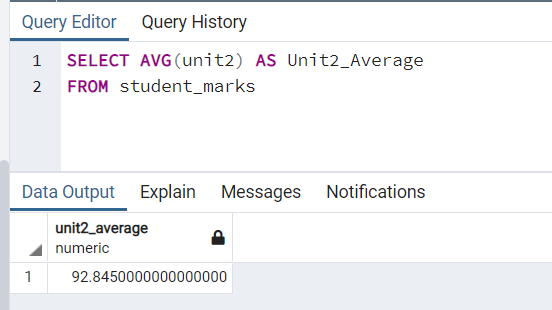 Query Editor Query History
1 SELECT AVG(unit2) AS Unit2_Average
2 FROM student_marks
Data Output Explain Messages Notifications
unit2_average
numeric
1 92.8450000000000000